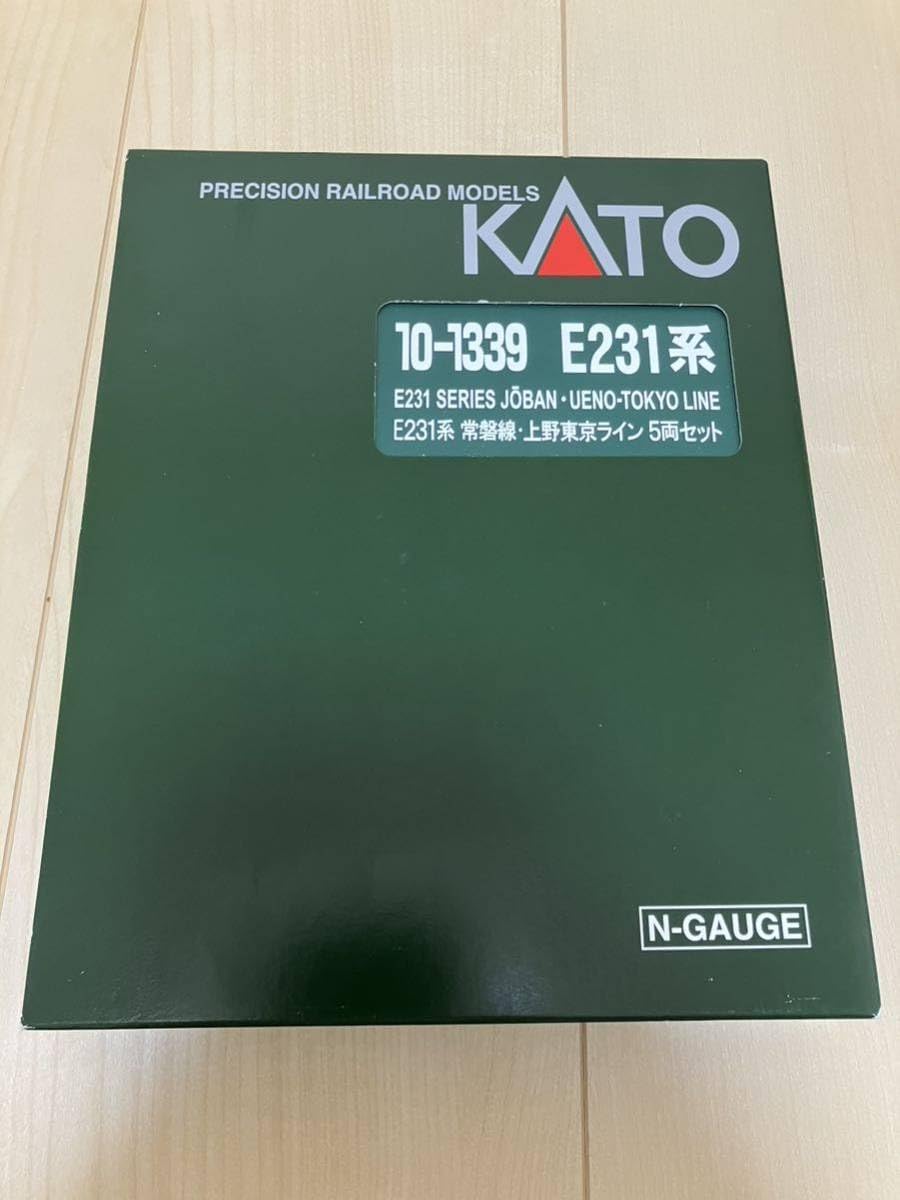 PRECISION RAILROAD MODELS
KATO
10-1339 E231系
E231 SERIES JŌBAN・UENO-TOKYO LINE
E231系 常磐線・上野東京ライン 5両セット
N-GAUGE